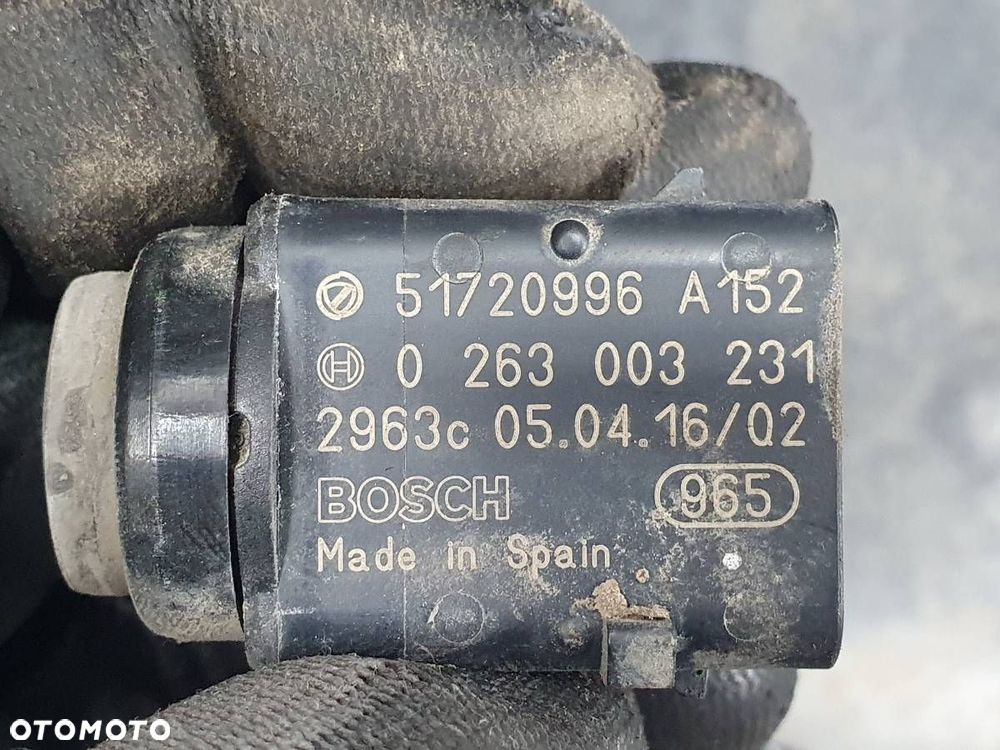 51720996 A152
0 263 003 231
2963c 05.04.16/02
BOSCH 965
Made in Spain
OTOMOTO